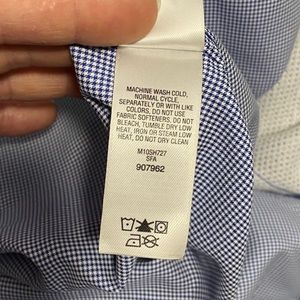 MACHINE WASH COLD,
NORMAL CYCLE,
SEPARATELY OR WITH LIKE
COLORS, DO NOT USE
FABRIC SOFTENERS, DO NOT
BLEACH, TUMBLE DRY LOW
HEAT, IRON OR STEAM LOW
HEAT, DO NOT DRY CLEAN
M10SH727
SFA
907962